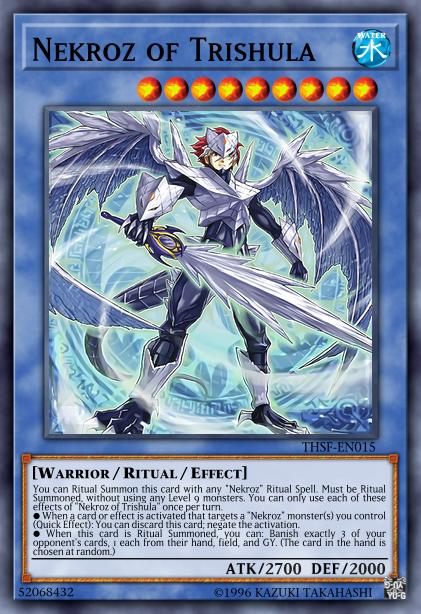 Nekroz of Trishula
WATER
水
THSF-EN015
[Warrior / Ritual / Effect]
You can Ritual Summon this card with any "Nekroz" Ritual Spell. Must be Ritual
Summoned, without using any Level 9 monsters. You can only use each of these
effects of "Nekroz of Trishula" once per turn.
● When a card or effect is activated that targets a "Nekroz" monster(s) you control
(Quick Effect): You can discard this card; negate the activation.
● When this card is Ritual Summoned, you can: Banish exactly 3 of your
opponent's cards, 1 each from their hand, field, and GY. (The card in the hand is
chosen at random.)
ATK/2700 DEF/2000
52068432
©1996 KAZUKI TAKAHASHI